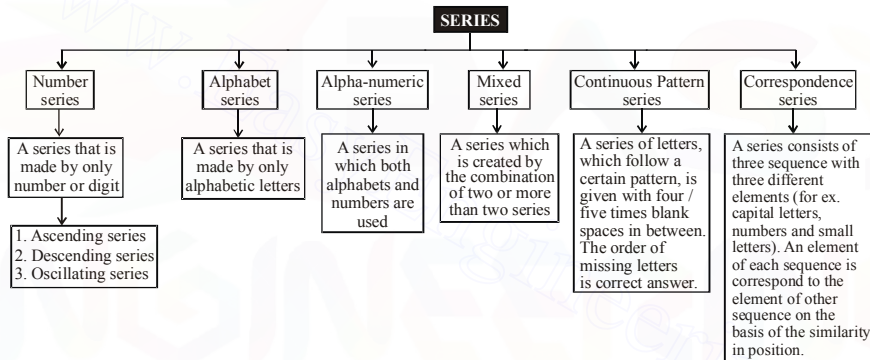 SERIES
Number
series
Alphabet
series
Alpha-numeric
series
Mixed
series
Continuous Pattern
series
Correspondence
series
A series that is
made by only
number or digit
A series that is
made by only
alphabetic letters
A series in
which both
alphabets and
numbers are
used
A series which
is created by
the combination
of two or more
than two series
A series of letters,
which follow a
certain pattern, is
given with four /
five times blank
spaces in between.
The order of
missing letters
is correct answer.
A series consists of
three sequence with
three different
elements (for ex.
capital letters,
numbers and small
letters). An element
of each sequence is
correspond to the
element of other
sequence on the
basis of the similarity
in position.
1. Ascending series
2. Descending series
3. Oscillating series